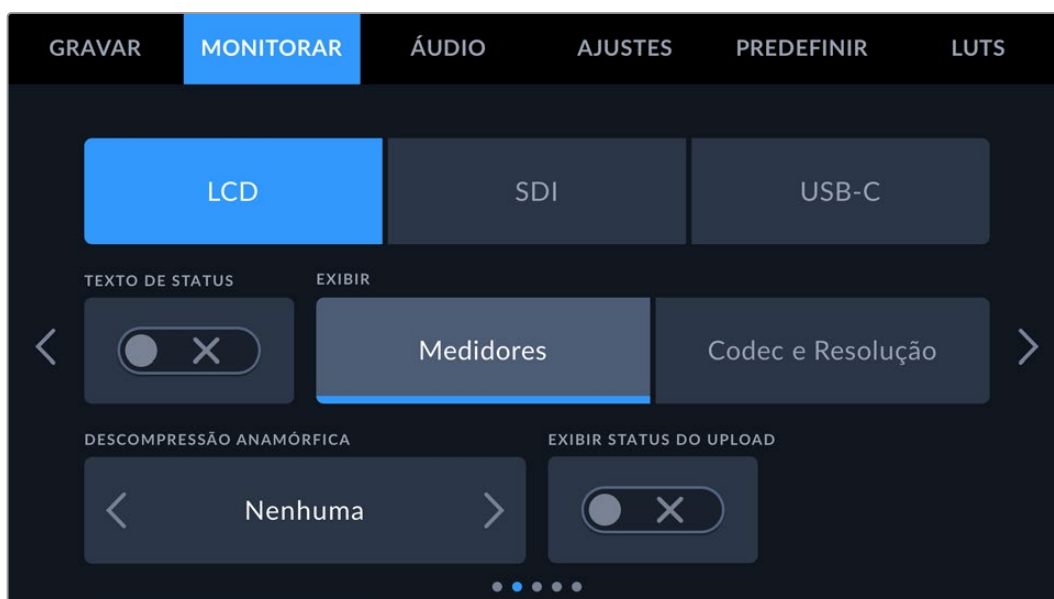 GRAVAR MONITORAR ÁUDIO AJUSTES PREDEFINIR LUTS
LCD SDI USB-C
TEXTO DE STATUS EXIBIR
Medidores Codec e Resolução
DESCOMPRESSÃO ANAMÓRFICA EXIBIR STATUS DO UPLOAD
Nenhuma